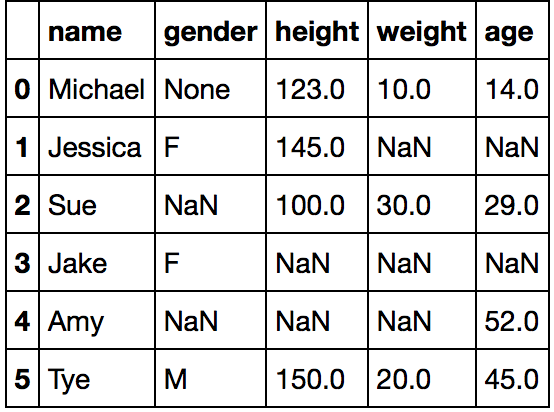 name gender height weight age
0 Michael None 123.0 10.0 14.0
1 Jessica F 145.0 NaN NaN
2 Sue NaN 100.0 30.0 29.0
3 Jake F NaN NaN NaN
4 Amy NaN NaN NaN 52.0
5 Tye M 150.0 20.0 45.0